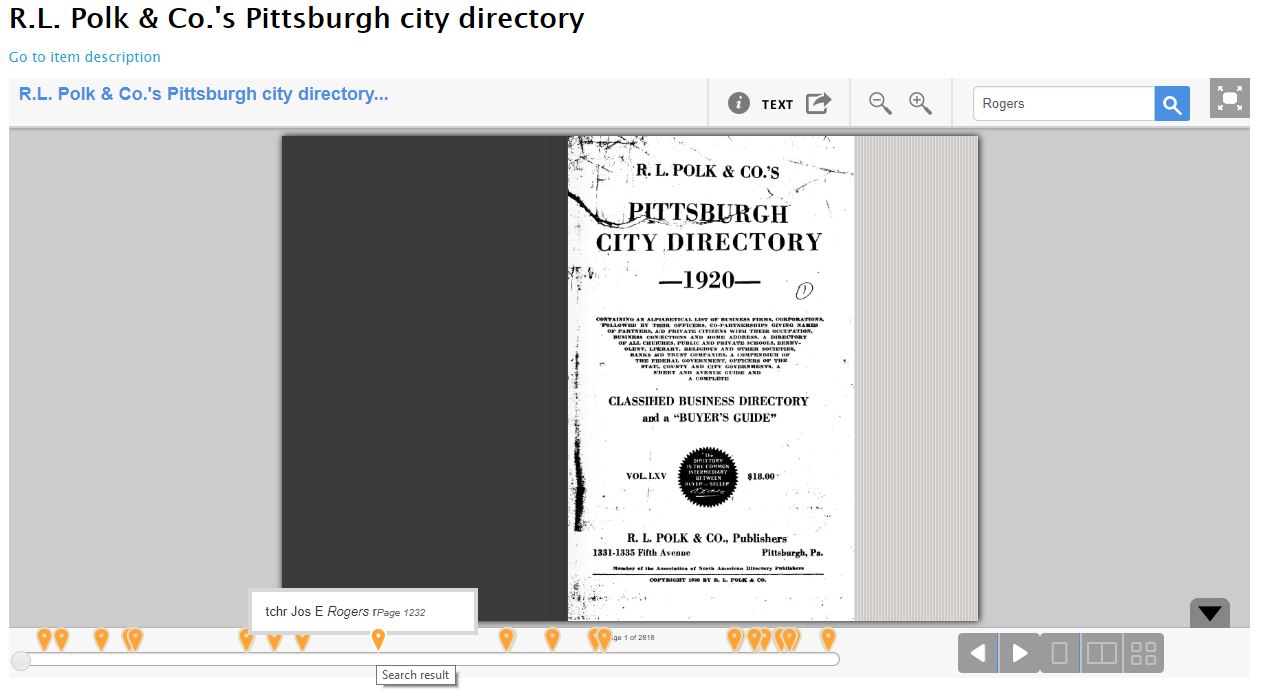 R.L. Polk & Co.'s Pittsburgh city directory
Go to item description
R.L. Polk & Co.'s Pittsburgh city directory...
TEXT
Rogers
R. L. POLK & CO.'S
PITTSBURGH
CITY DIRECTORY
—1920—
1
CONTAINING AN ALPHABETICAL LIST OF BUSINESS FIRMS, CORPORATIONS,
FOLLOWED BY THEIR OFFICERS, CO-PARTNERSHIPS GIVING NAMES
OF PARTNERS, AND PRIVATE CITIZENS WITH THEIR OCCUPATION,
BUSINESS CONNECTIONS AND HOME ADDRESS, A DIRECTORY
OF ALL CHURCHES, PUBLIC AND PRIVATE SCHOOLS, BENEV-
OLENT, LITERARY, RELIGIOUS AND OTHER SOCIETIES,
BANKS AND TRUST COMPANIES, A COMPENDIUM OF
THE FEDERAL GOVERNMENT, OFFICERS OF THE
STATE, COUNTY AND CITY GOVERNMENTS, A
STREET AND AVENUE GUIDE AND
A COMPLETE
CLASSIFIED BUSINESS DIRECTORY
and a "BUYER'S GUIDE"
VOL. LXV
"The
DIRECTORY
IS THE COMMON
INTERMEDIARY
BETWEEN
BUYER - SELLER
$18.00
R. L. POLK & CO., Publishers
1331-1335 Fifth Avenue Pittsburgh, Pa.
Member of the Association of North American Directory Publishers
COPYRIGHT 1920 BY R. L. POLK & CO.
tchr Jos E Rogers rPage 1232
ge 1 of 2818
Search result